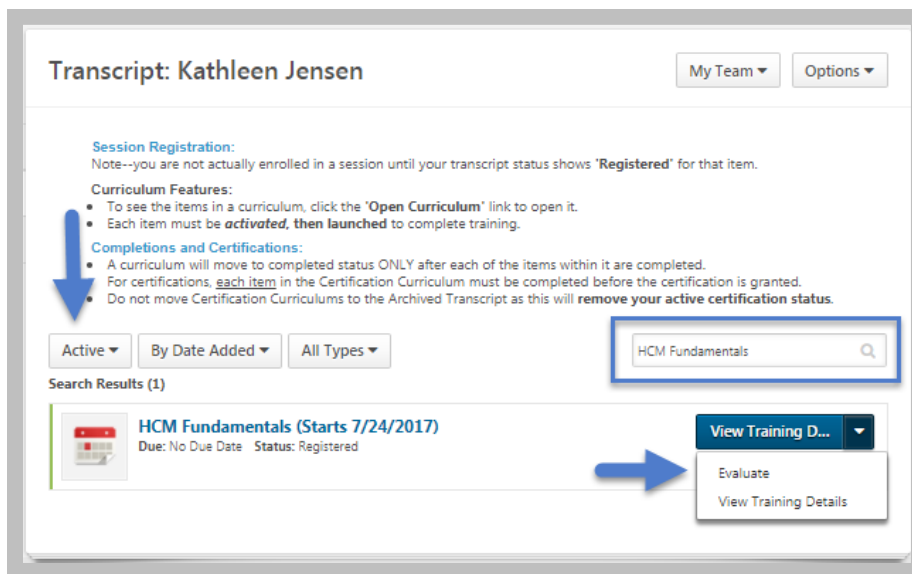 Transcript: Kathleen Jensen
My Team
Options
Session Registration:
Note--you are not actually enrolled in a session until your transcript status shows "Registered" for that item.
Curriculum Features:
To see the items in a curriculum, click the "Open Curriculum" link to open it.
Each item must be activated, then launched to complete training.
Completions and Certifications:
A curriculum will move to completed status ONLY after each of the items within it are completed.
For certifications, each item in the Certification Curriculum must be completed before the certification is granted.
Do not move Certification Curriculums to the Archived Transcript as this will remove your active certification status.
Active
By Date Added
All Types
HCM Fundamentals
Search Results (1)
HCM Fundamentals (Starts 7/24/2017)
Due: No Due Date Status: Registered
View Training D...
Evaluate
View Training Details